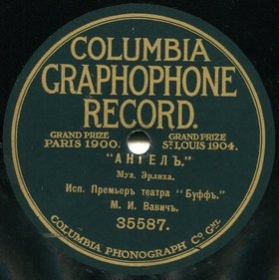 COLUMBIA
GRAPHOPHONE
RECORD.
GRAND PRIZE
PARIS 1900.
GRAND PRIZE
ST LOUIS 1904.
"АНГЕЛЪ."
Муз. Эрлиха.
Исп. Премьеръ театра "Буффъ."
М. И. Вавичъ.
35587.
COLUMBIA PHONOGRAPH CO GNL.